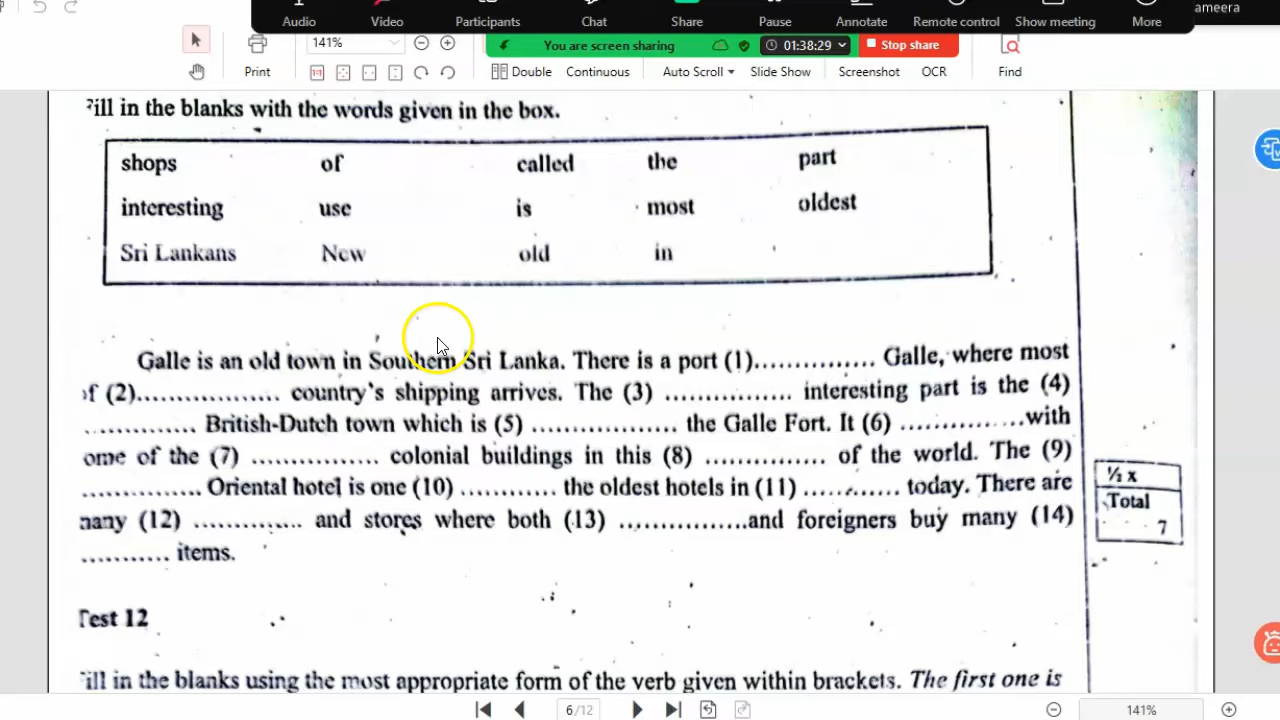 ameera
Audio Video Participants Chat Share Pause Annotate Remote control Show meeting More
141% You are screen sharing 01:38:29 Stop share
Print Double Continuous Auto Scroll Slide Show Screenshot OCR Find
ill in the blanks with the words given in the box.
shops of called the part
interesting use is most oldest
Sri Lankans New old in
Galle is an old town in Southern Sri Lanka. There is a port (1)............... Galle, where most
of (2)................. country's shipping arrives. The (3) ............... interesting part is the (4)
............... British-Dutch town which is (5) ................. the Galle Fort. It (6) ...............with
ome of the (7) ............... colonial buildings in this (8) ............... of the world. The (9)
............... Oriental hotel is one (10) ............ the oldest hotels in (11) ............ today. There are
many (12) ............... and stores where both (13) ................and foreigners buy many (14)
........... items.
½ x
Total
7
Test 12
ill in the blanks using the most appropriate form of the verb given within brackets. The first one is
6/12 141%